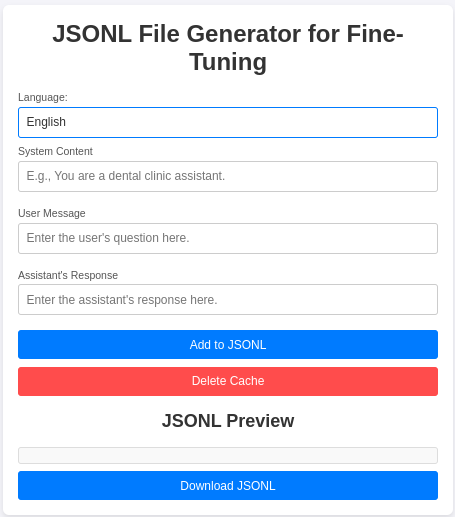 JSONL File Generator for Fine-
Tuning
Language:
English
System Content
E.g., You are a dental clinic assistant.
User Message
Enter the user's question here.
Assistant's Response
Enter the assistant's response here.
Add to JSONL
Delete Cache
JSONL Preview
Download JSONL